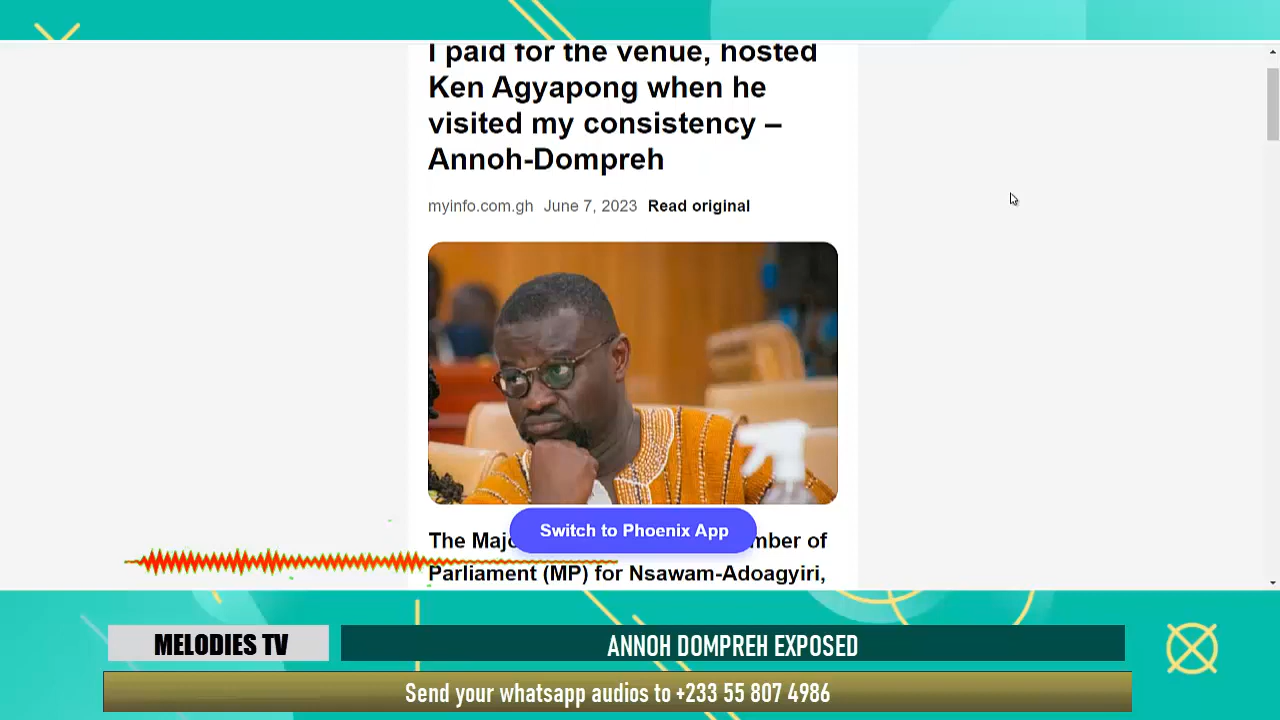 I paid for the venue, hosted
Ken Agyapong when he
visited my consistency –
Annoh-Dompreh
myinfo.com.gh June 7, 2023 Read original
Switch to Phoenix App
The mber of
Parliament (MP) for Nsawam-Adoagyiri,
MELODIES TV
ANNOH DOMPREH EXPOSED
Send your whatsapp audios to +233 55 807 4986